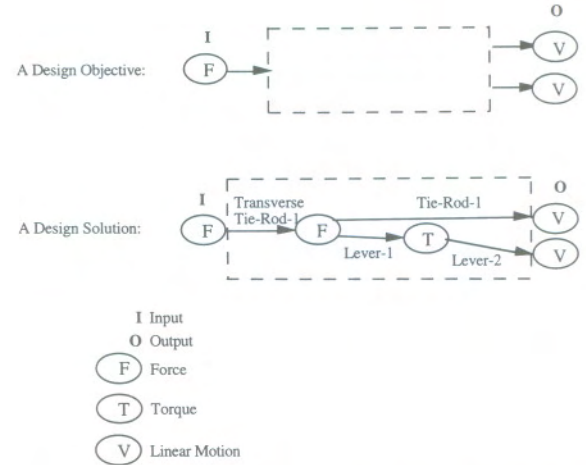 I
O
A Design Objective:
F
V
V
I
O
A Design Solution:
F
Transverse
Tie-Rod-1
F
Tie-Rod-1
V
Lever-1
T
Lever-2
V
I Input
O Output
F Force
T Torque
V Linear Motion